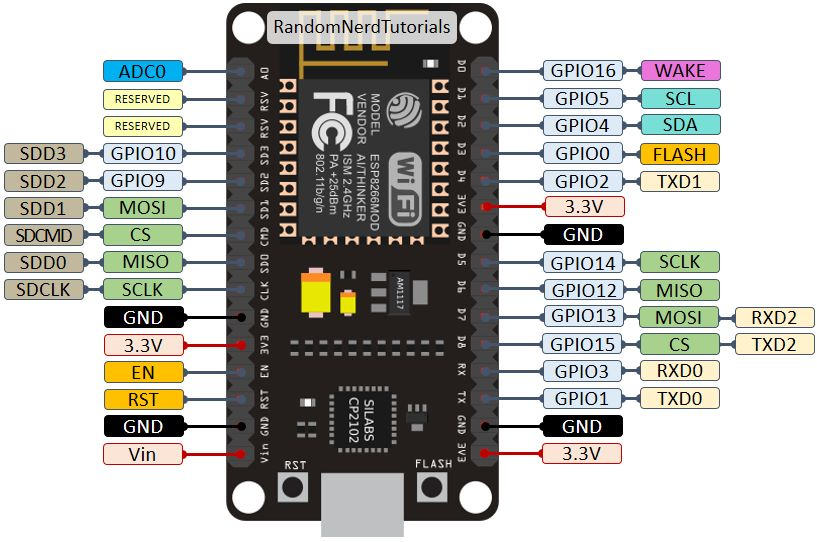 RandomNerdTutorials
ADC0
RESERVED
RESERVED
SDD3 GPIO10
SDD2 GPIO9
SDD1 MOSI
SDCMD CS
SDD0 MISO
SDCLK SCLK
GND
3.3V
EN
RST
GND
Vin
A0
RSV
RSV
SD3
SD2
SD1
CMD
SD0
CLK
GND
3V3
EN
RST
GND
Vin
MODEL ESP8266MOD
VENDOR AI/THINKER
ISM 2.4GHz
PA +25dBm
802.11b/g/n
FC
WiFi
AM1117
SILABS
CP2102
RST
FLASH
D0
D1
D2
D3
D4
3V3
GND
D5
D6
D7
D8
RX
TX
GND
3V3
GPIO16 WAKE
GPIO5 SCL
GPIO4 SDA
GPIO0 FLASH
GPIO2 TXD1
3.3V
GND
GPIO14 SCLK
GPIO12 MISO
GPIO13 MOSI RXD2
GPIO15 CS TXD2
GPIO3 RXD0
GPIO1 TXD0
GND
3.3V